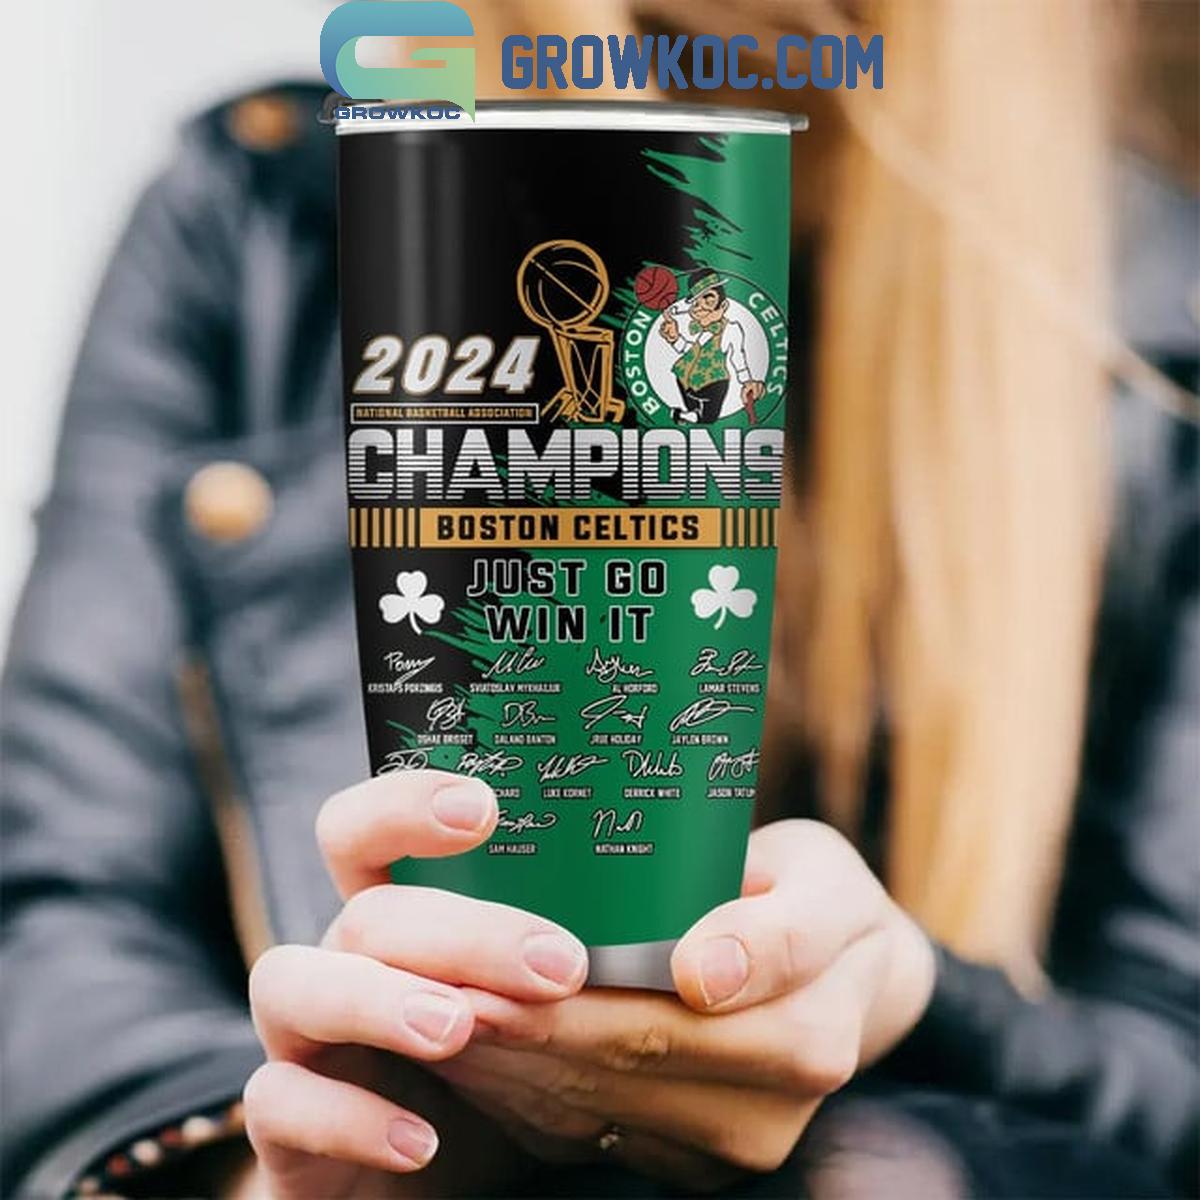 GROWKOC.COM
GROWKOC
2024
NATIONAL BASKETBALL ASSOCIATION
BOSTON CELTICS
CHAMPIONS
BOSTON CELTICS
JUST GO
WIN IT
KRISTAPS PORZINGIS SVIATOSLAV MYKHAILIUK AL HORFORD LAMAR STEVENS
OSHAE BRISSET DALANO BANTON JRUE HOLIDAY JAYLEN BROWN
CHARD LUKE KORNET DERRICK WHITE JASON TATUM
SAM HAUSER NATHAN KNIGHT